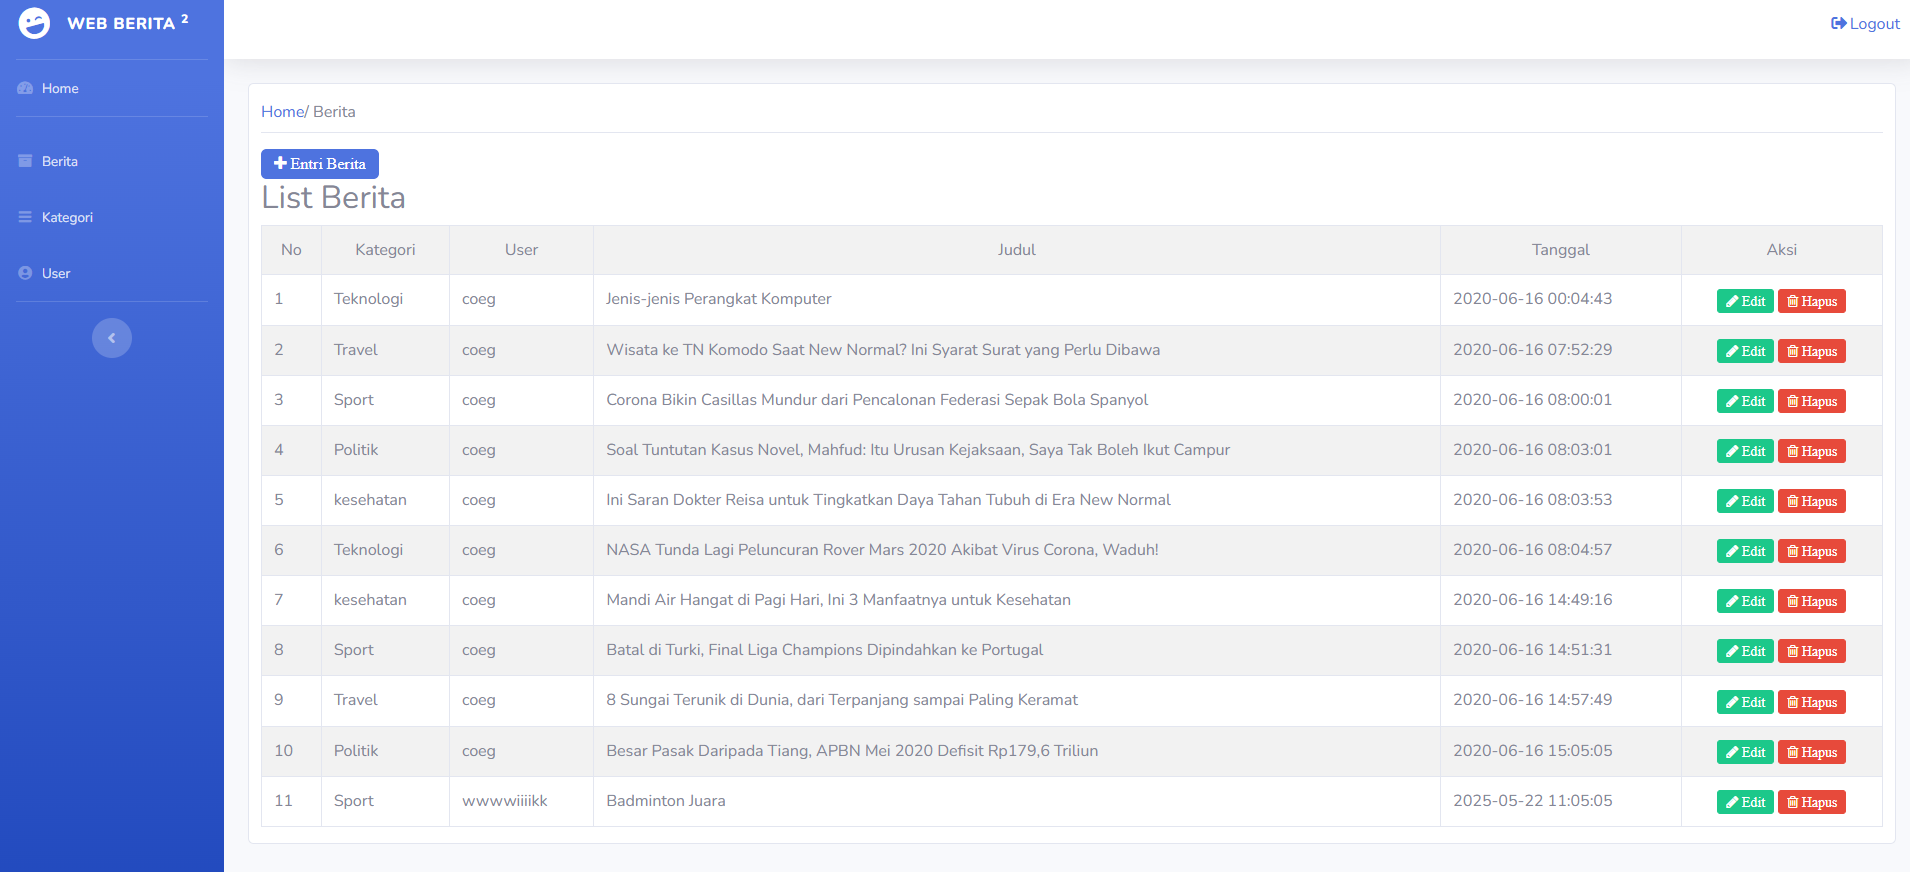 WEB BERITA 2
Logout
Home
Berita
Kategori
User
Home/ Berita
Entri Berita
List Berita
No Kategori User Judul Tanggal Aksi
1 Teknologi coeg Jenis-jenis Perangkat Komputer 2020-06-16 00:04:43 Edit Hapus
2 Travel coeg Wisata ke TN Komodo Saat New Normal? Ini Syarat Surat yang Perlu Dibawa 2020-06-16 07:52:29 Edit Hapus
3 Sport coeg Corona Bikin Casillas Mundur dari Pencalonan Federasi Sepak Bola Spanyol 2020-06-16 08:00:01 Edit Hapus
4 Politik coeg Soal Tuntutan Kasus Novel, Mahfud: Itu Urusan Kejaksaan, Saya Tak Boleh Ikut Campur 2020-06-16 08:03:01 Edit Hapus
5 kesehatan coeg Ini Saran Dokter Reisa untuk Tingkatkan Daya Tahan Tubuh di Era New Normal 2020-06-16 08:03:53 Edit Hapus
6 Teknologi coeg NASA Tunda Lagi Peluncuran Rover Mars 2020 Akibat Virus Corona, Waduh! 2020-06-16 08:04:57 Edit Hapus
7 kesehatan coeg Mandi Air Hangat di Pagi Hari, Ini 3 Manfaatnya untuk Kesehatan 2020-06-16 14:49:16 Edit Hapus
8 Sport coeg Batal di Turki, Final Liga Champions Dipindahkan ke Portugal 2020-06-16 14:51:31 Edit Hapus
9 Travel coeg 8 Sungai Terunik di Dunia, dari Terpanjang sampai Paling Keramat 2020-06-16 14:57:49 Edit Hapus
10 Politik coeg Besar Pasak Daripada Tiang, APBN Mei 2020 Defisit Rp179,6 Triliun 2020-06-16 15:05:05 Edit Hapus
11 Sport wwwwiiiikk Badminton Juara 2025-05-22 11:05:05 Edit Hapus